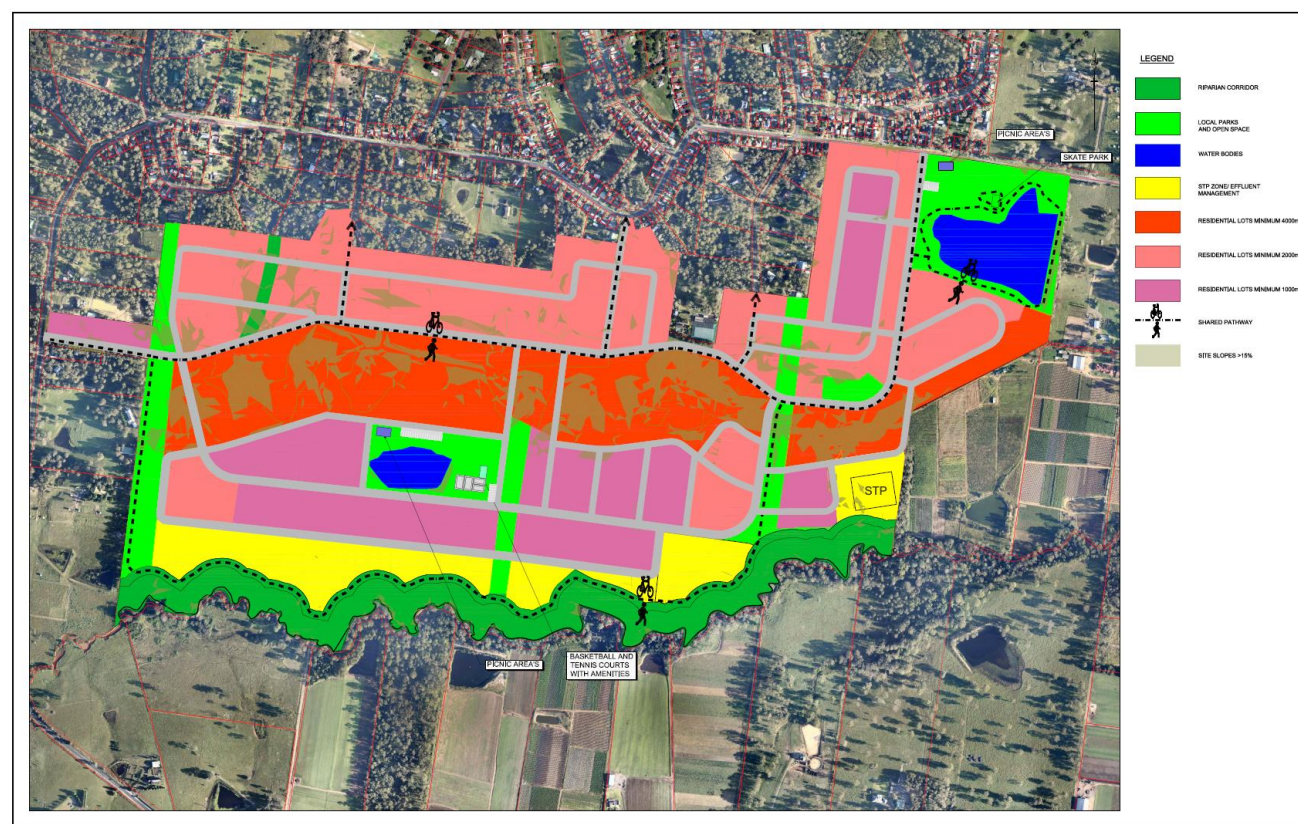 LEGEND
RIPARIAN CORRIDOR
LOCAL PARKS
AND OPEN SPACE
WATER BODIES
STP ZONE/ EFFLUENT
MANAGEMENT
RESIDENTIAL LOTS MINIMUM 4000m
RESIDENTIAL LOTS MINIMUM 2000m
RESIDENTIAL LOTS MINIMUM 1000m
SHARED PATHWAY
SITE SLOPES >15%
PICNIC AREA'S
SKATE PARK
STP
PICNIC AREA'S
BASKETBALL AND
TENNIS COURTS
WITH AMENITIES